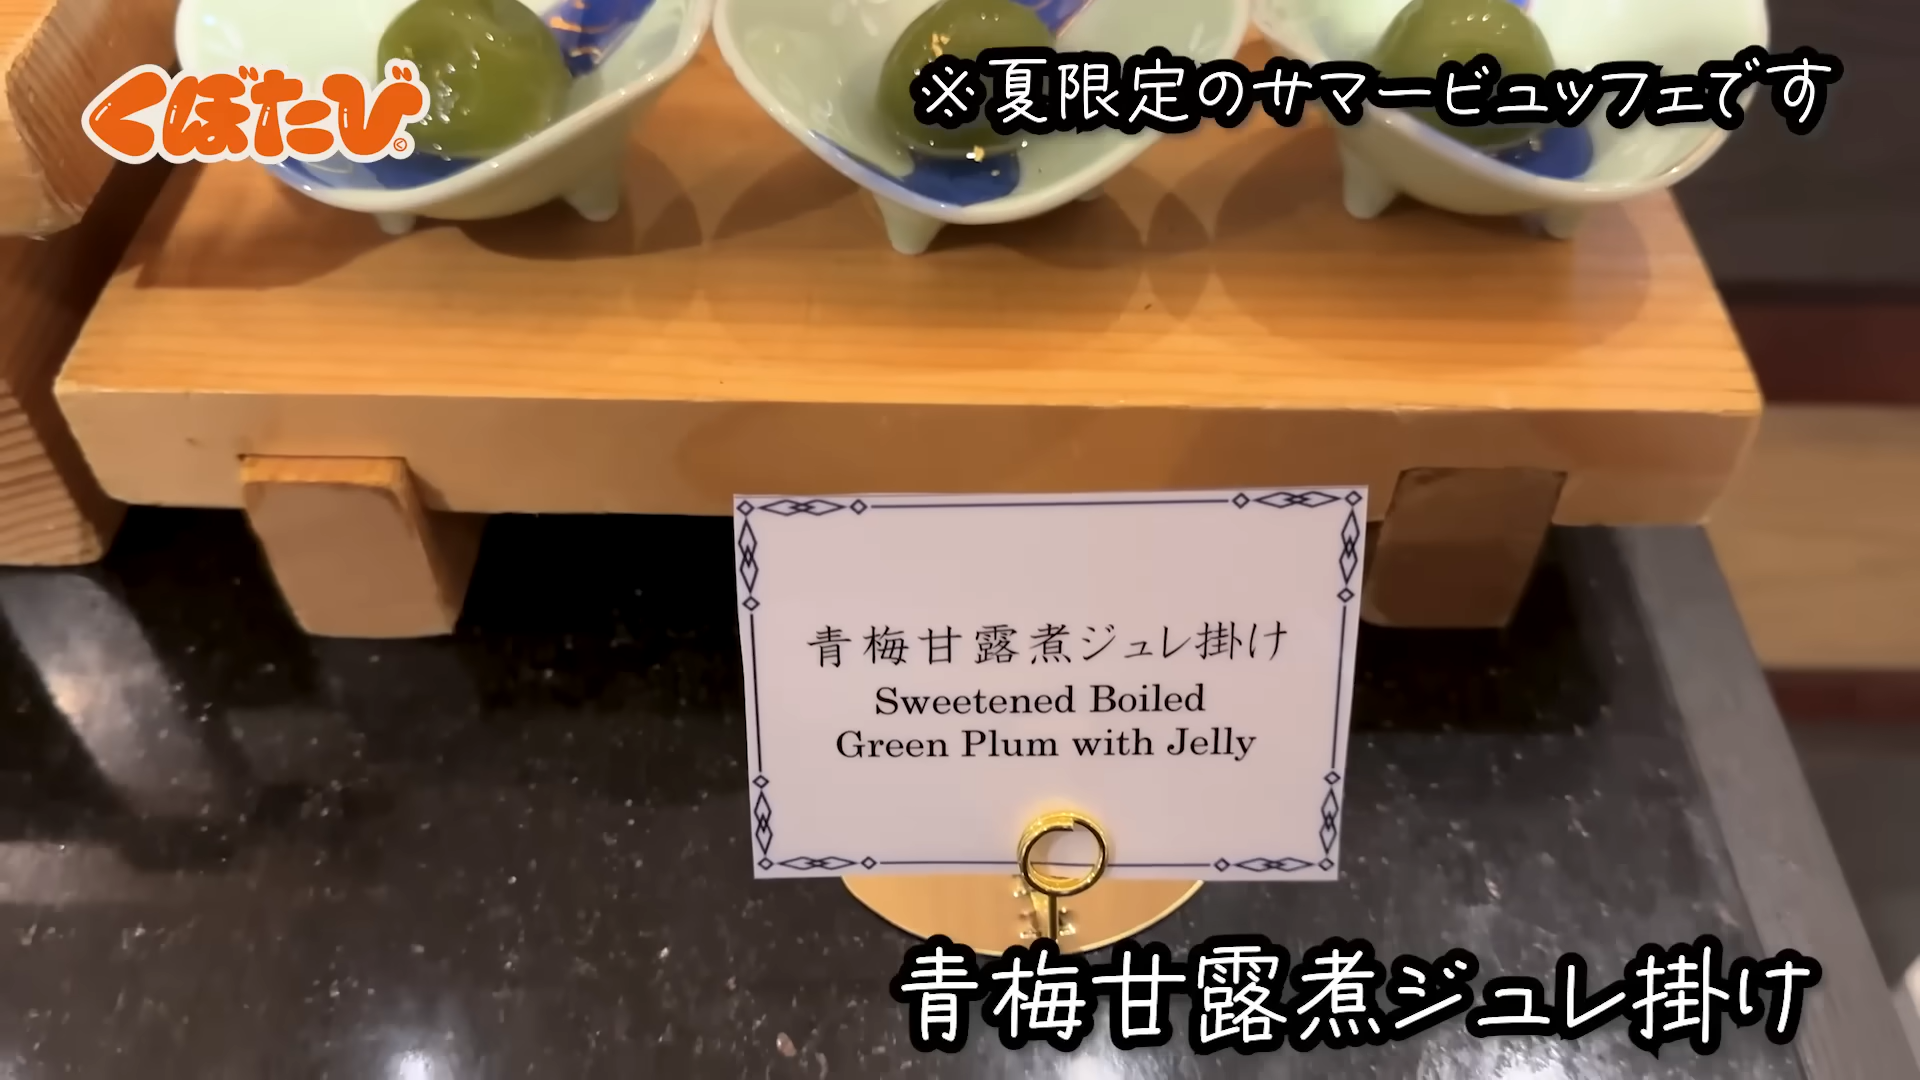 くぼたび
※夏限定のサマービュッフェです
青梅甘露煮ジュレ掛け
Sweetened Boiled
Green Plum with Jelly
青梅甘露煮ジュレ掛け